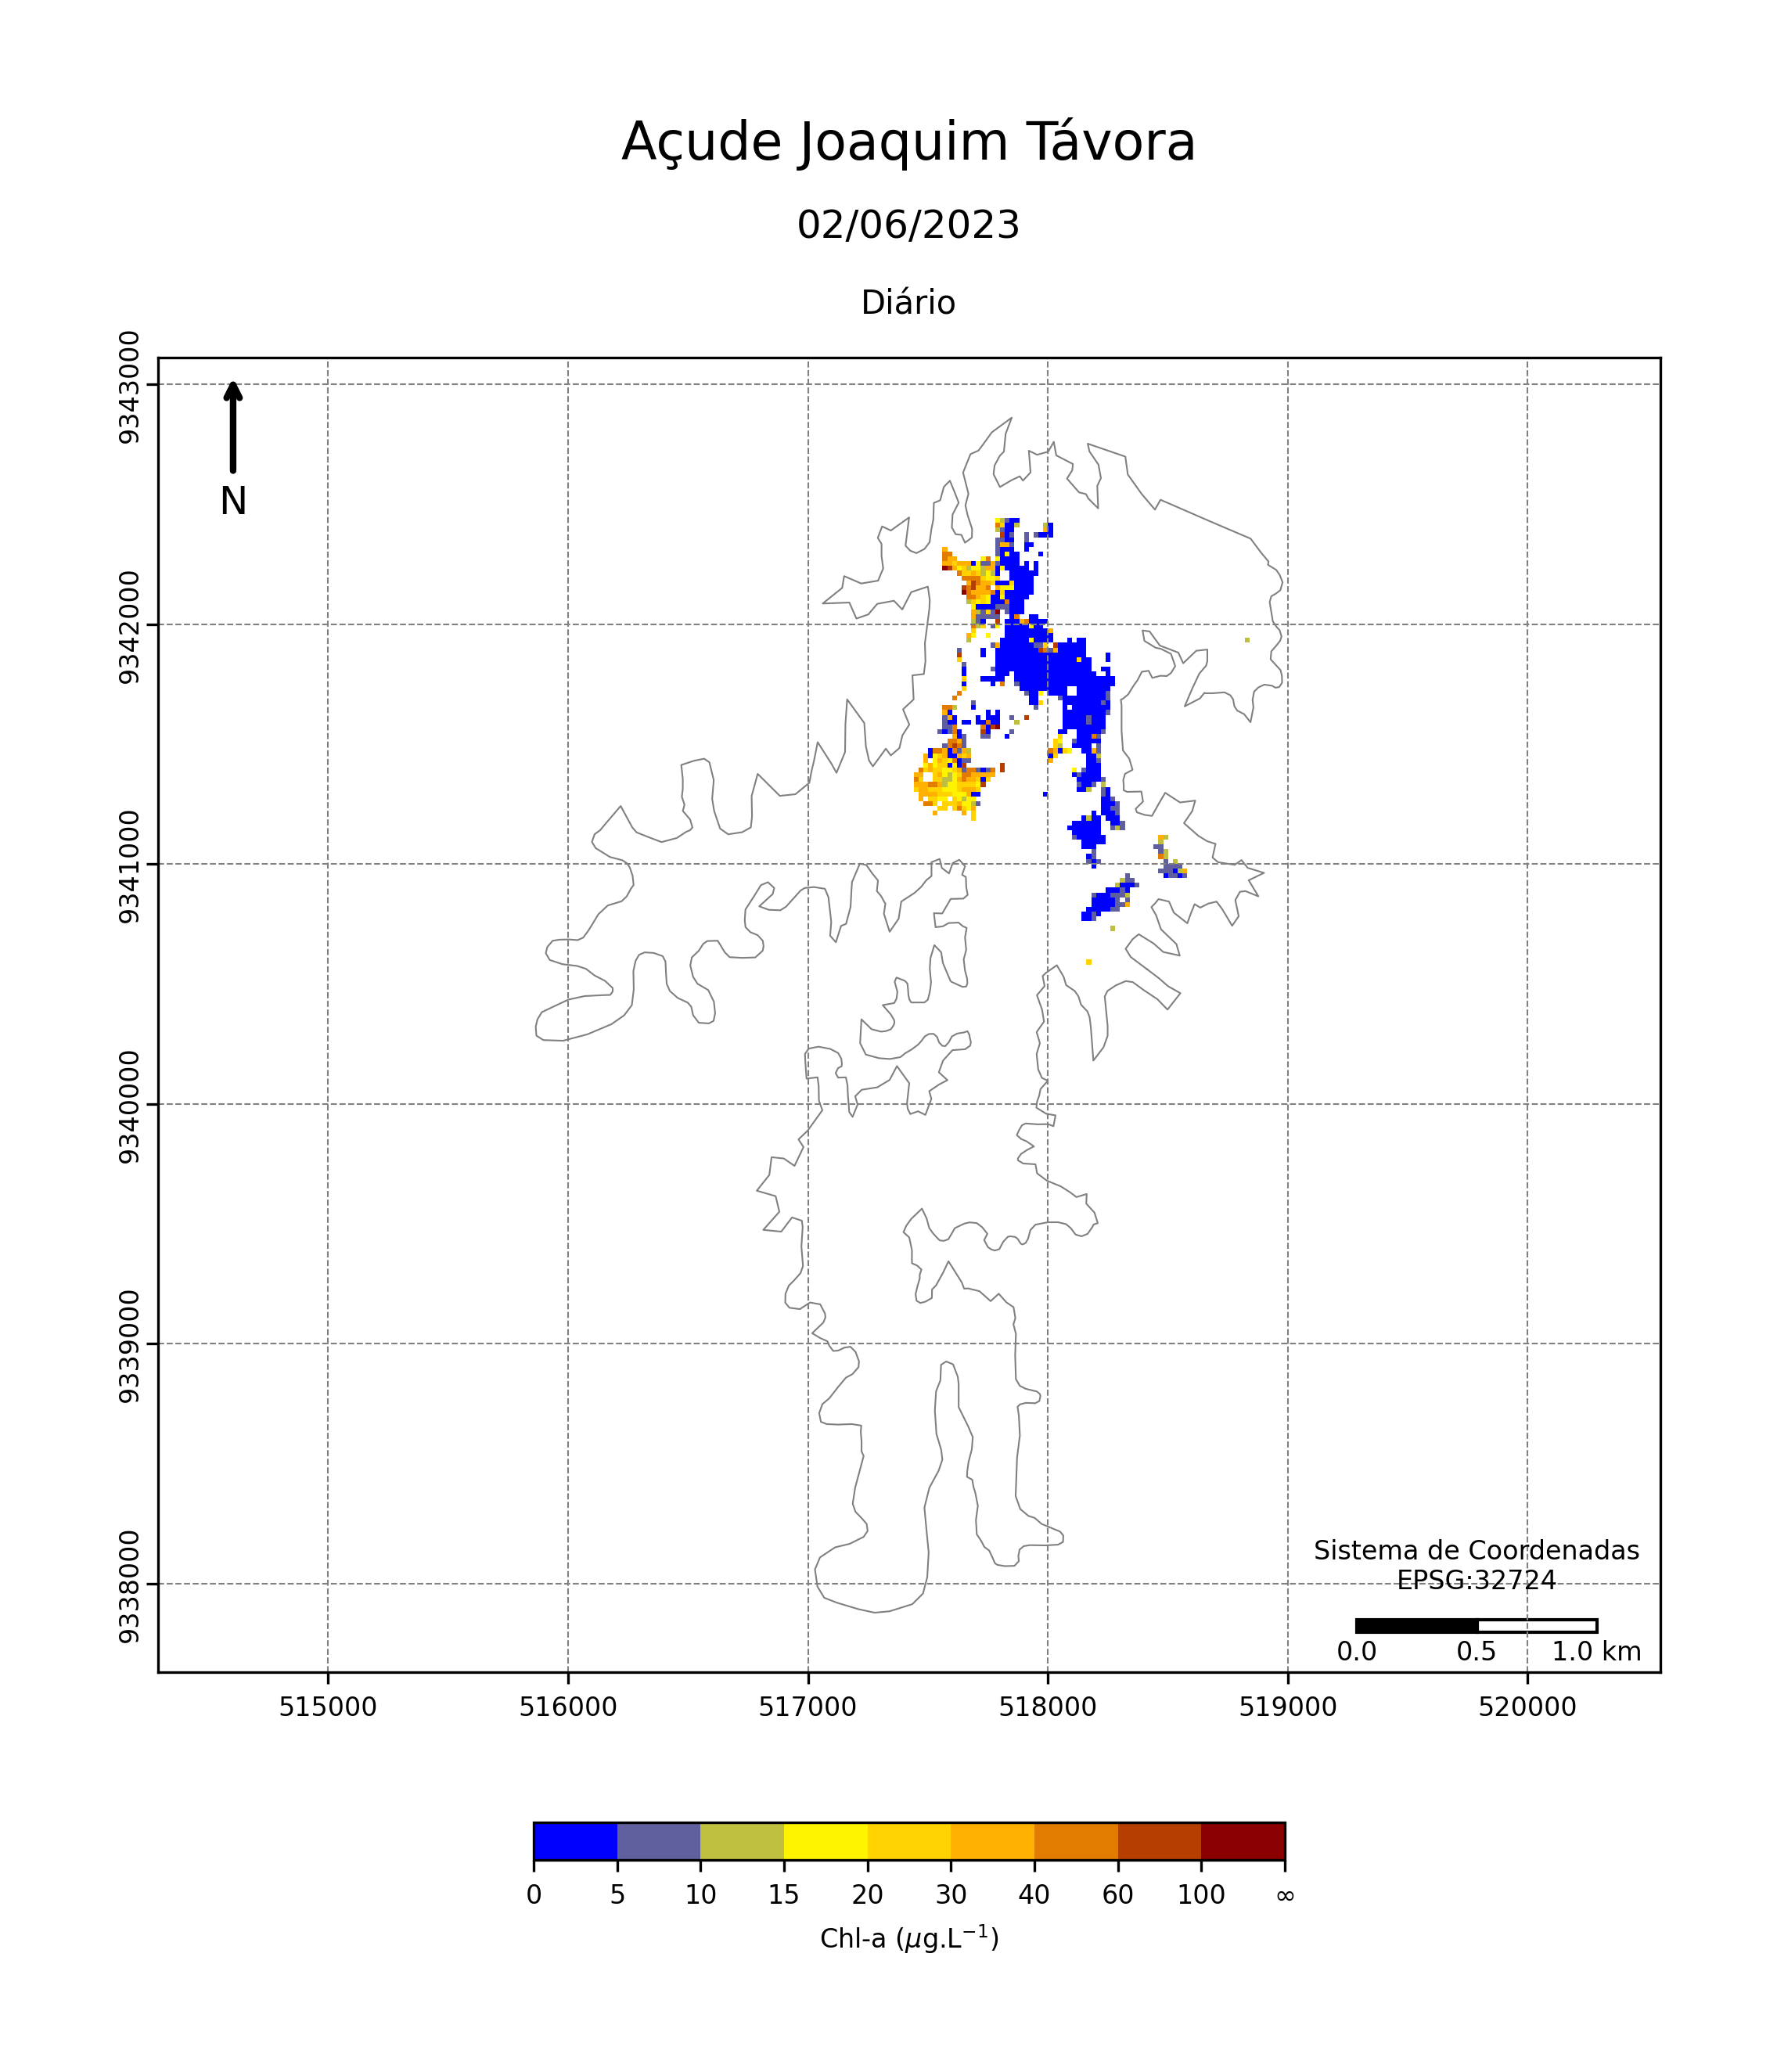 Açude Joaquim Távora
02/06/2023
Diário
9343000
9342000
9341000
9340000
9339000
9338000
N
Sistema de Coordenadas
EPSG:32724
0.0 0.5 1.0 km
515000 516000 517000 518000 519000 520000
0 5 10 15 20 30 40 60 100 ∞
Chl-a (μg.L⁻¹)